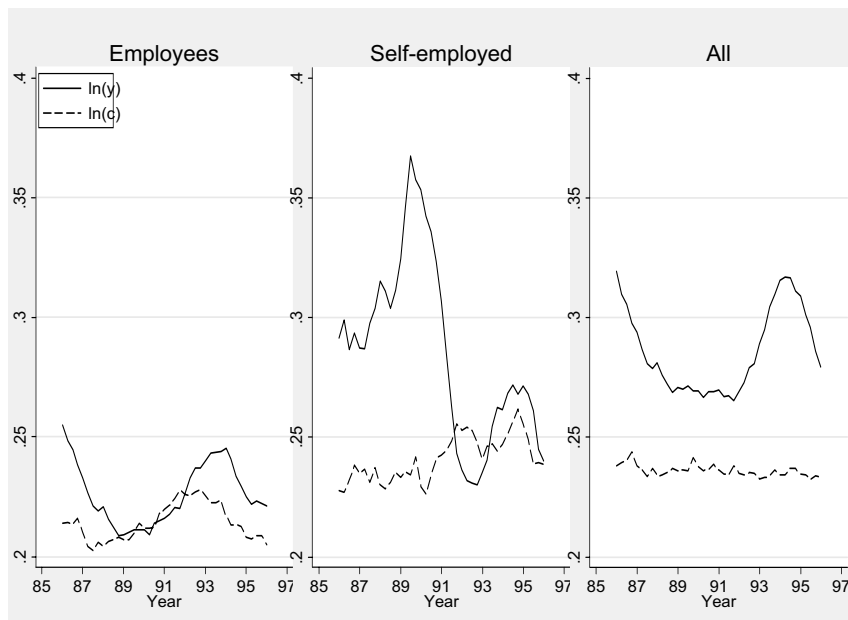 Employees
Self-employed
All
ln(y)
ln(c)
.4
.35
.3
.25
.2
85 87 89 91 93 95 97
Year
.4
.35
.3
.25
.2
85 87 89 91 93 95 97
Year
.4
.35
.3
.25
.2
85 87 89 91 93 95 97
Year